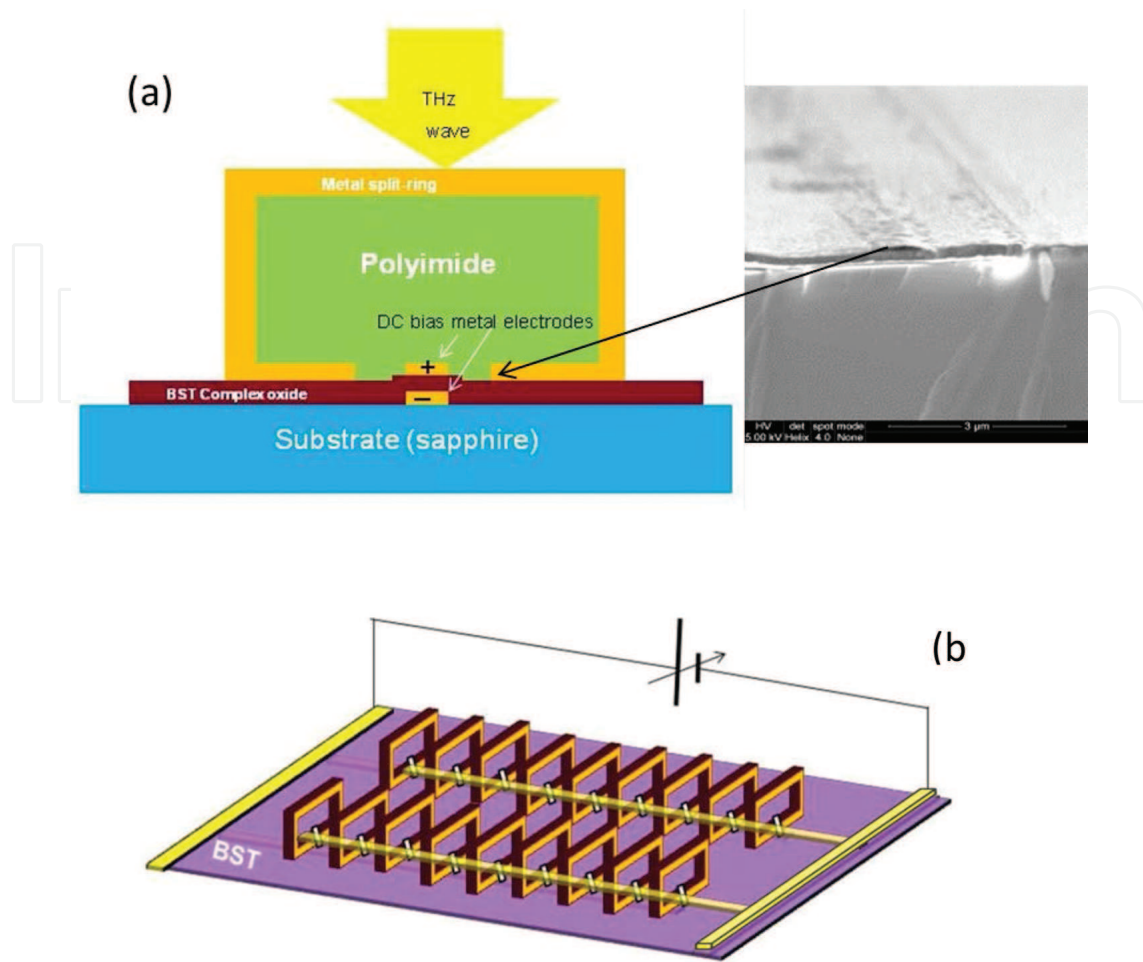 (a)
THz
wave
Metal split-ring
Polyimide
DC bias metal electrodes
+
BST Complex oxide
−
Substrate (sapphire)
HV det spot mode
5.00 kV Helix 4.0 None
3 µm
(b
BST